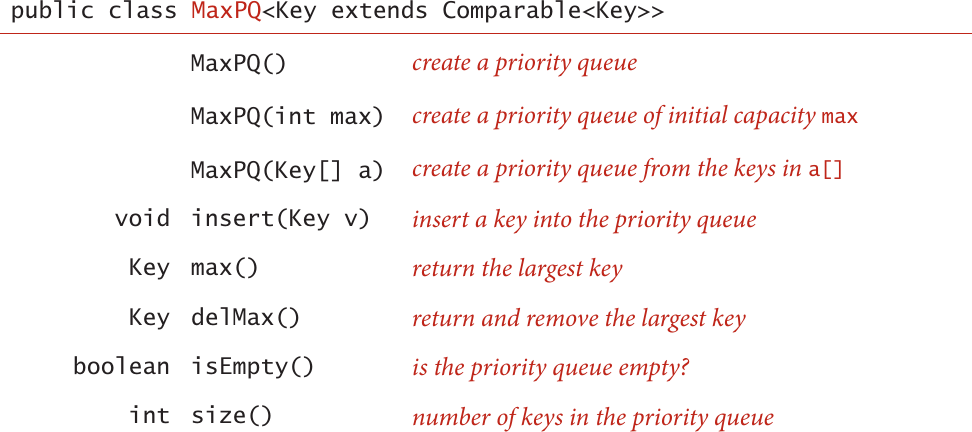 public class MaxPQ<Key extends Comparable<Key>>
MaxPQ() create a priority queue
MaxPQ(int max) create a priority queue of initial capacity max
MaxPQ(Key[] a) create a priority queue from the keys in a[]
void insert(Key v) insert a key into the priority queue
Key max() return the largest key
Key delMax() return and remove the largest key
boolean isEmpty() is the priority queue empty?
int size() number of keys in the priority queue